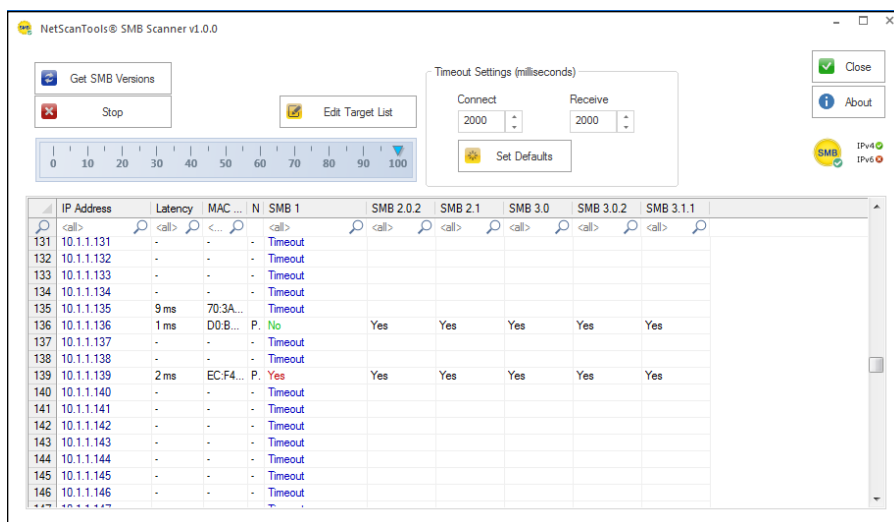 NetScanTools® SMB Scanner v1.0.0
Get SMB Versions
Stop
Edit Target List
Timeout Settings (milliseconds)
Connect Receive
2000 2000
Set Defaults
Close
About
SMB IPv4
IPv6
0 10 20 30 40 50 60 70 80 90 100
IP Address Latency MAC ... N SMB 1 SMB 2.0.2 SMB 2.1 SMB 3.0 SMB 3.0.2 SMB 3.1.1
<all> <all> <... <all> <all> <all> <all> <all> <all>
131 10.1.1.131 - - - Timeout
132 10.1.1.132 - - - Timeout
133 10.1.1.133 - - - Timeout
134 10.1.1.134 - - - Timeout
135 10.1.1.135 9 ms 70:3A... Timeout
136 10.1.1.136 1 ms D0:B... P. No Yes Yes Yes Yes Yes
137 10.1.1.137 - - - Timeout
138 10.1.1.138 - - - Timeout
139 10.1.1.139 2 ms EC:F4... P. Yes Yes Yes Yes Yes Yes
140 10.1.1.140 - - - Timeout
141 10.1.1.141 - - - Timeout
142 10.1.1.142 - - - Timeout
143 10.1.1.143 - - - Timeout
144 10.1.1.144 - - - Timeout
145 10.1.1.145 - - - Timeout
146 10.1.1.146 - - - Timeout